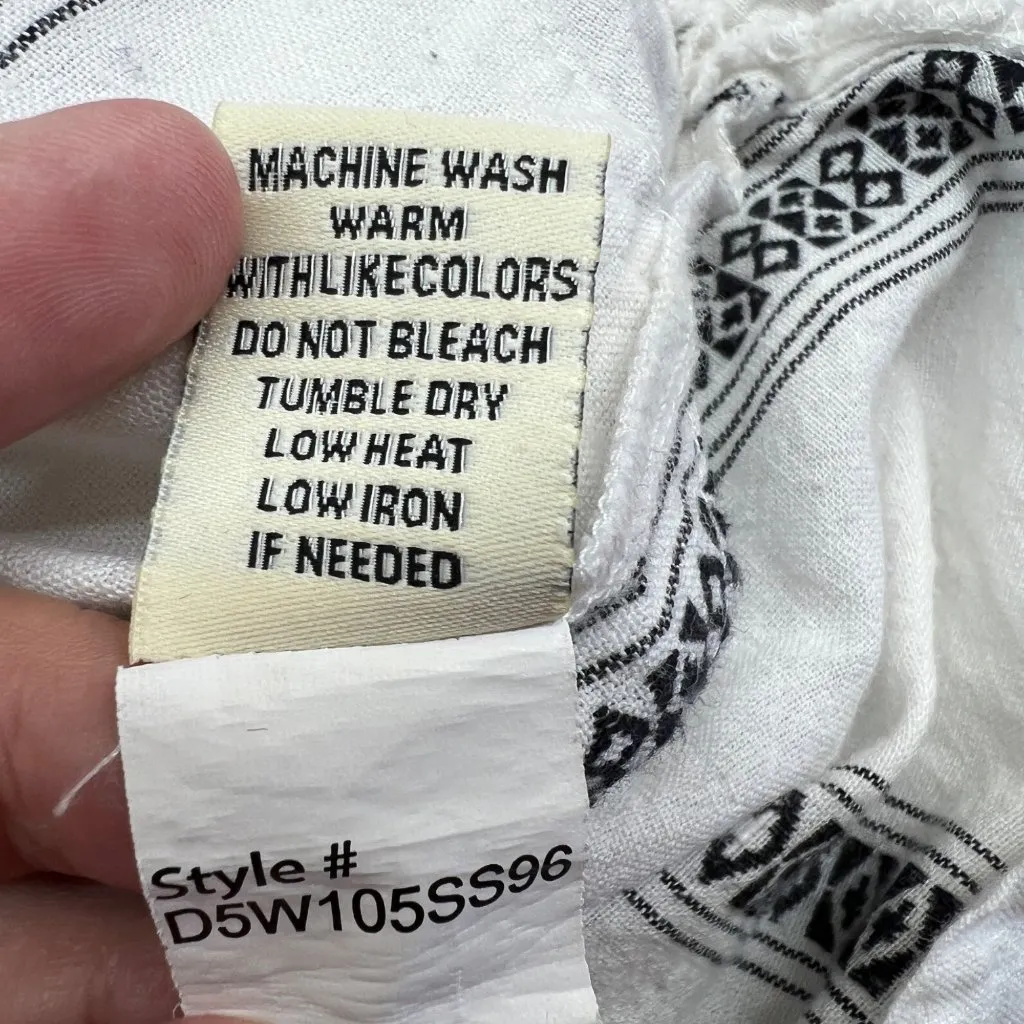 MACHINE WASH
WARM
WITHLIKECOLORS
DO NOT BLEACH
TUMBLE DRY
LOW HEAT
LOW IRON
IF NEEDED
Style #
D5W105SS96